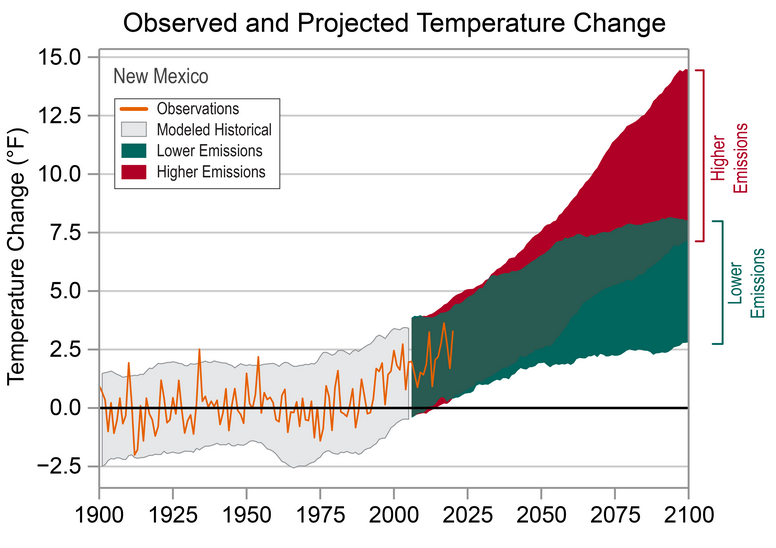 Observed and Projected Temperature Change
Temperature Change (°F)
15.0
12.5
10.0
7.5
5.0
2.5
0.0
−2.5
New Mexico
Observations
Modeled Historical
Lower Emissions
Higher Emissions
Higher
Emissions
Lower
Emissions
1900 1925 1950 1975 2000 2025 2050 2075 2100